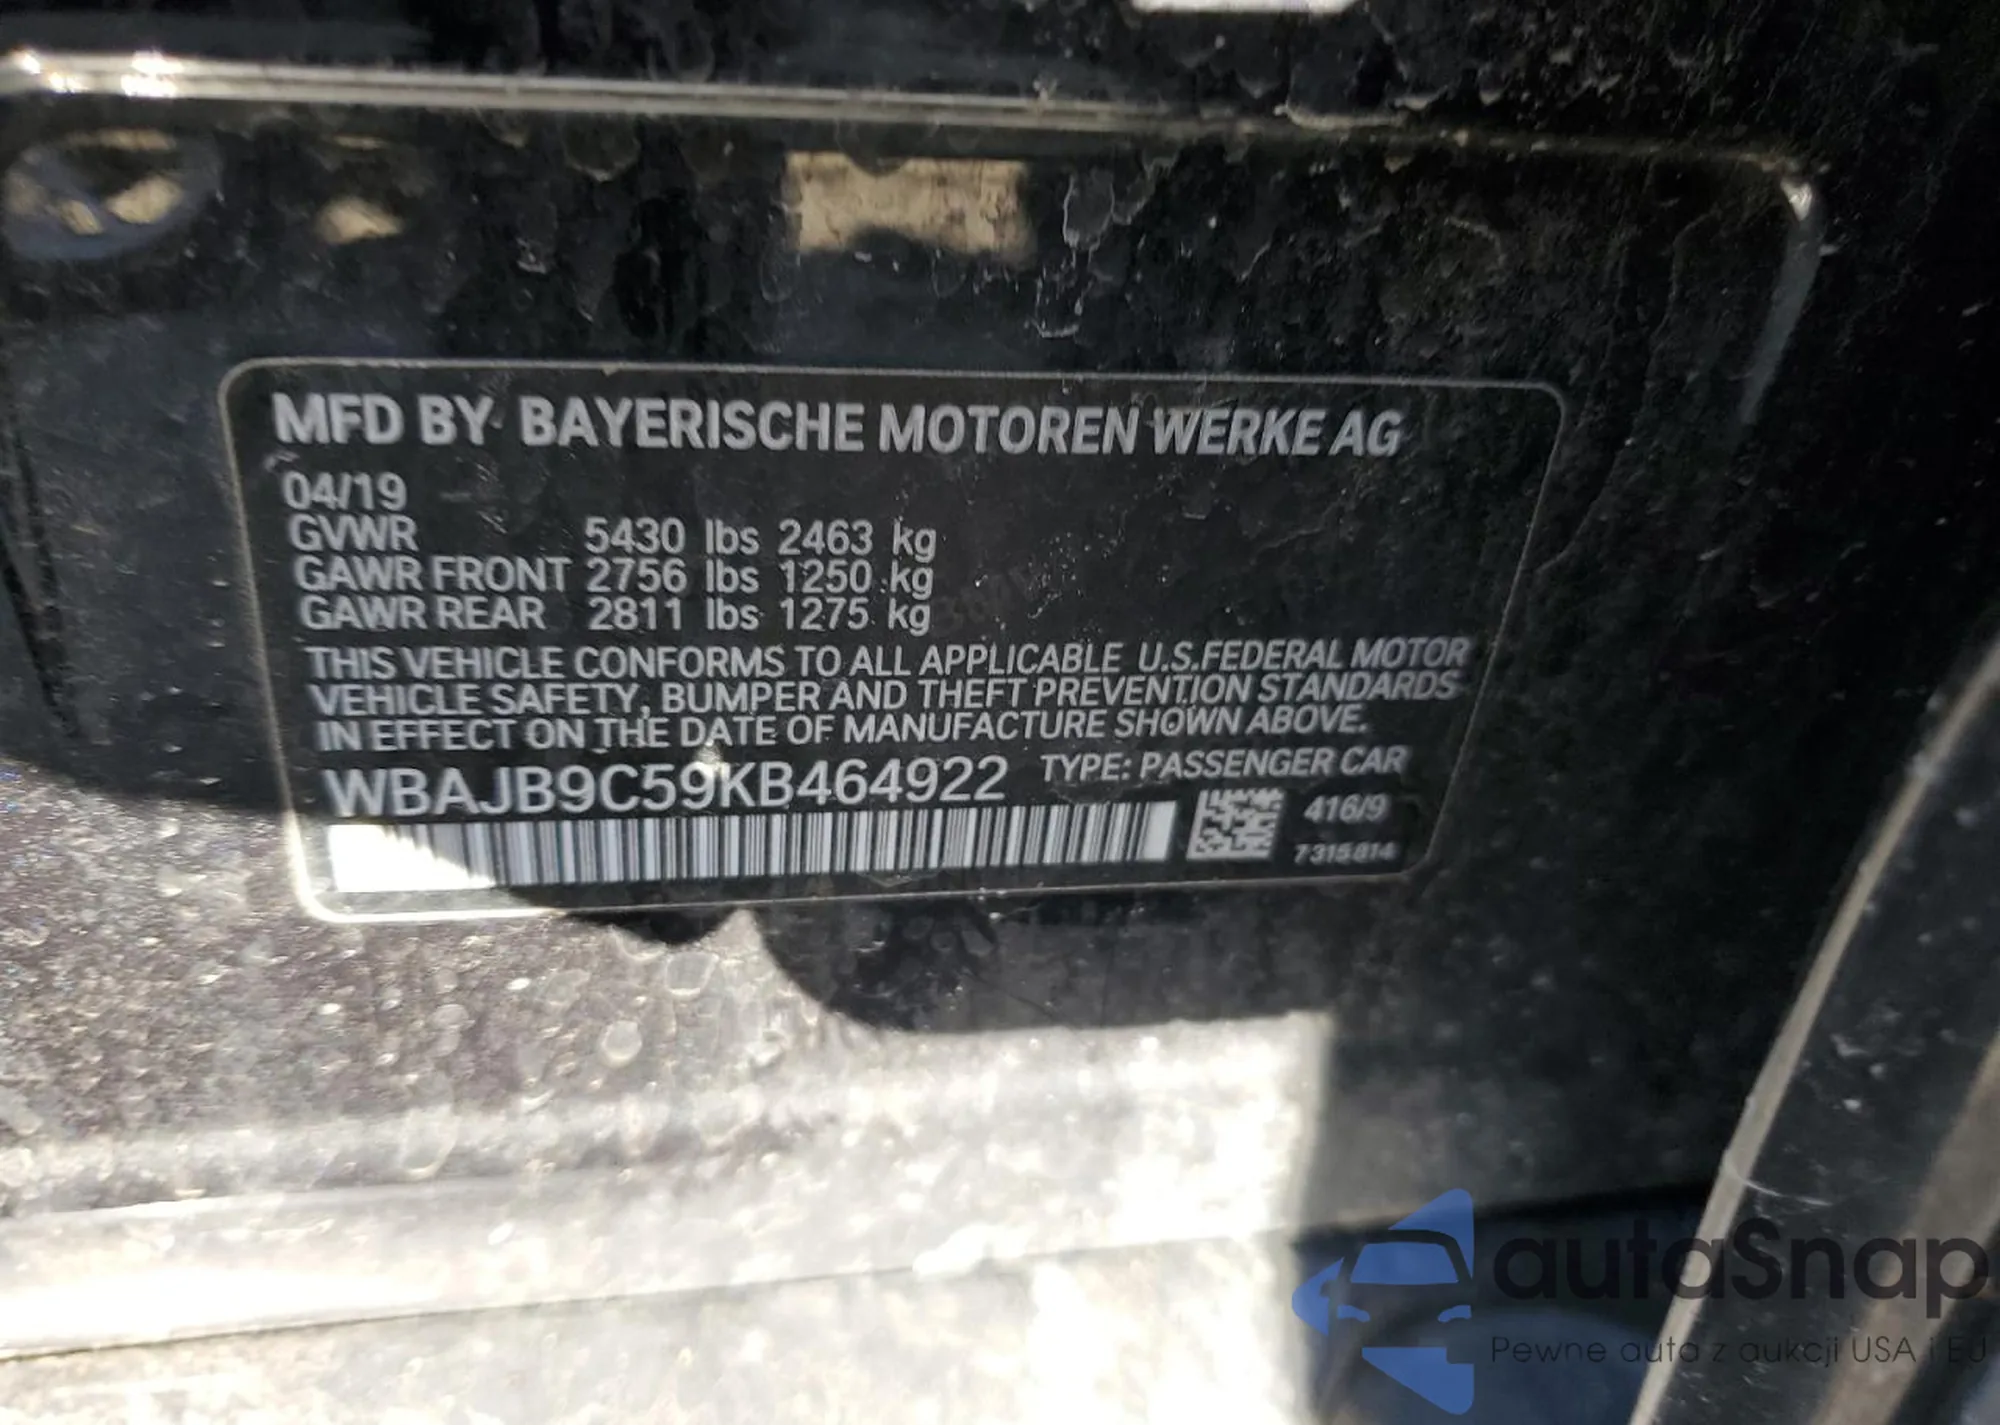 MFD BY BAYERISCHE MOTOREN WERKE AG
04/19
GVWR 5430 lbs 2463 kg
GAWR FRONT 2756 lbs 1250 kg
GAWR REAR 2811 lbs 1275 kg
THIS VEHICLE CONFORMS TO ALL APPLICABLE U.S.FEDERAL MOTOR
VEHICLE SAFETY, BUMPER AND THEFT PREVENTION STANDARDS
IN EFFECT ON THE DATE OF MANUFACTURE SHOWN ABOVE.
WBAJB9C59KB464922 TYPE: PASSENGER CAR
416/9
7315814
autaSnap
Pewne auta z aukcji USA i EU